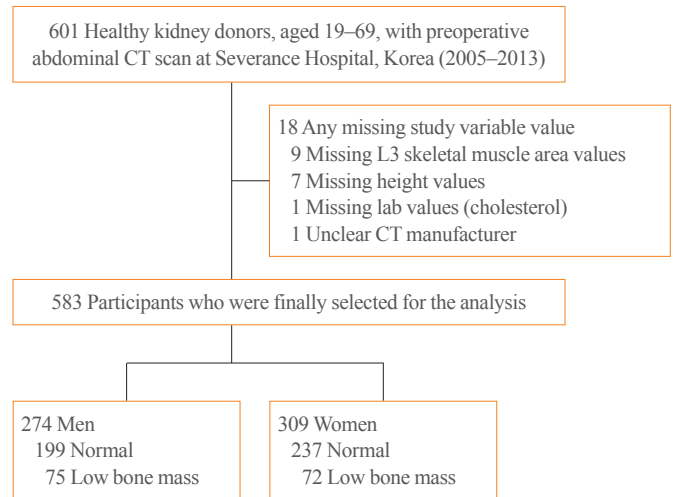 601 Healthy kidney donors, aged 19–69, with preoperative
abdominal CT scan at Severance Hospital, Korea (2005–2013)
18 Any missing study variable value
9 Missing L3 skeletal muscle area values
7 Missing height values
1 Missing lab values (cholesterol)
1 Unclear CT manufacturer
583 Participants who were finally selected for the analysis
274 Men
199 Normal
75 Low bone mass
309 Women
237 Normal
72 Low bone mass